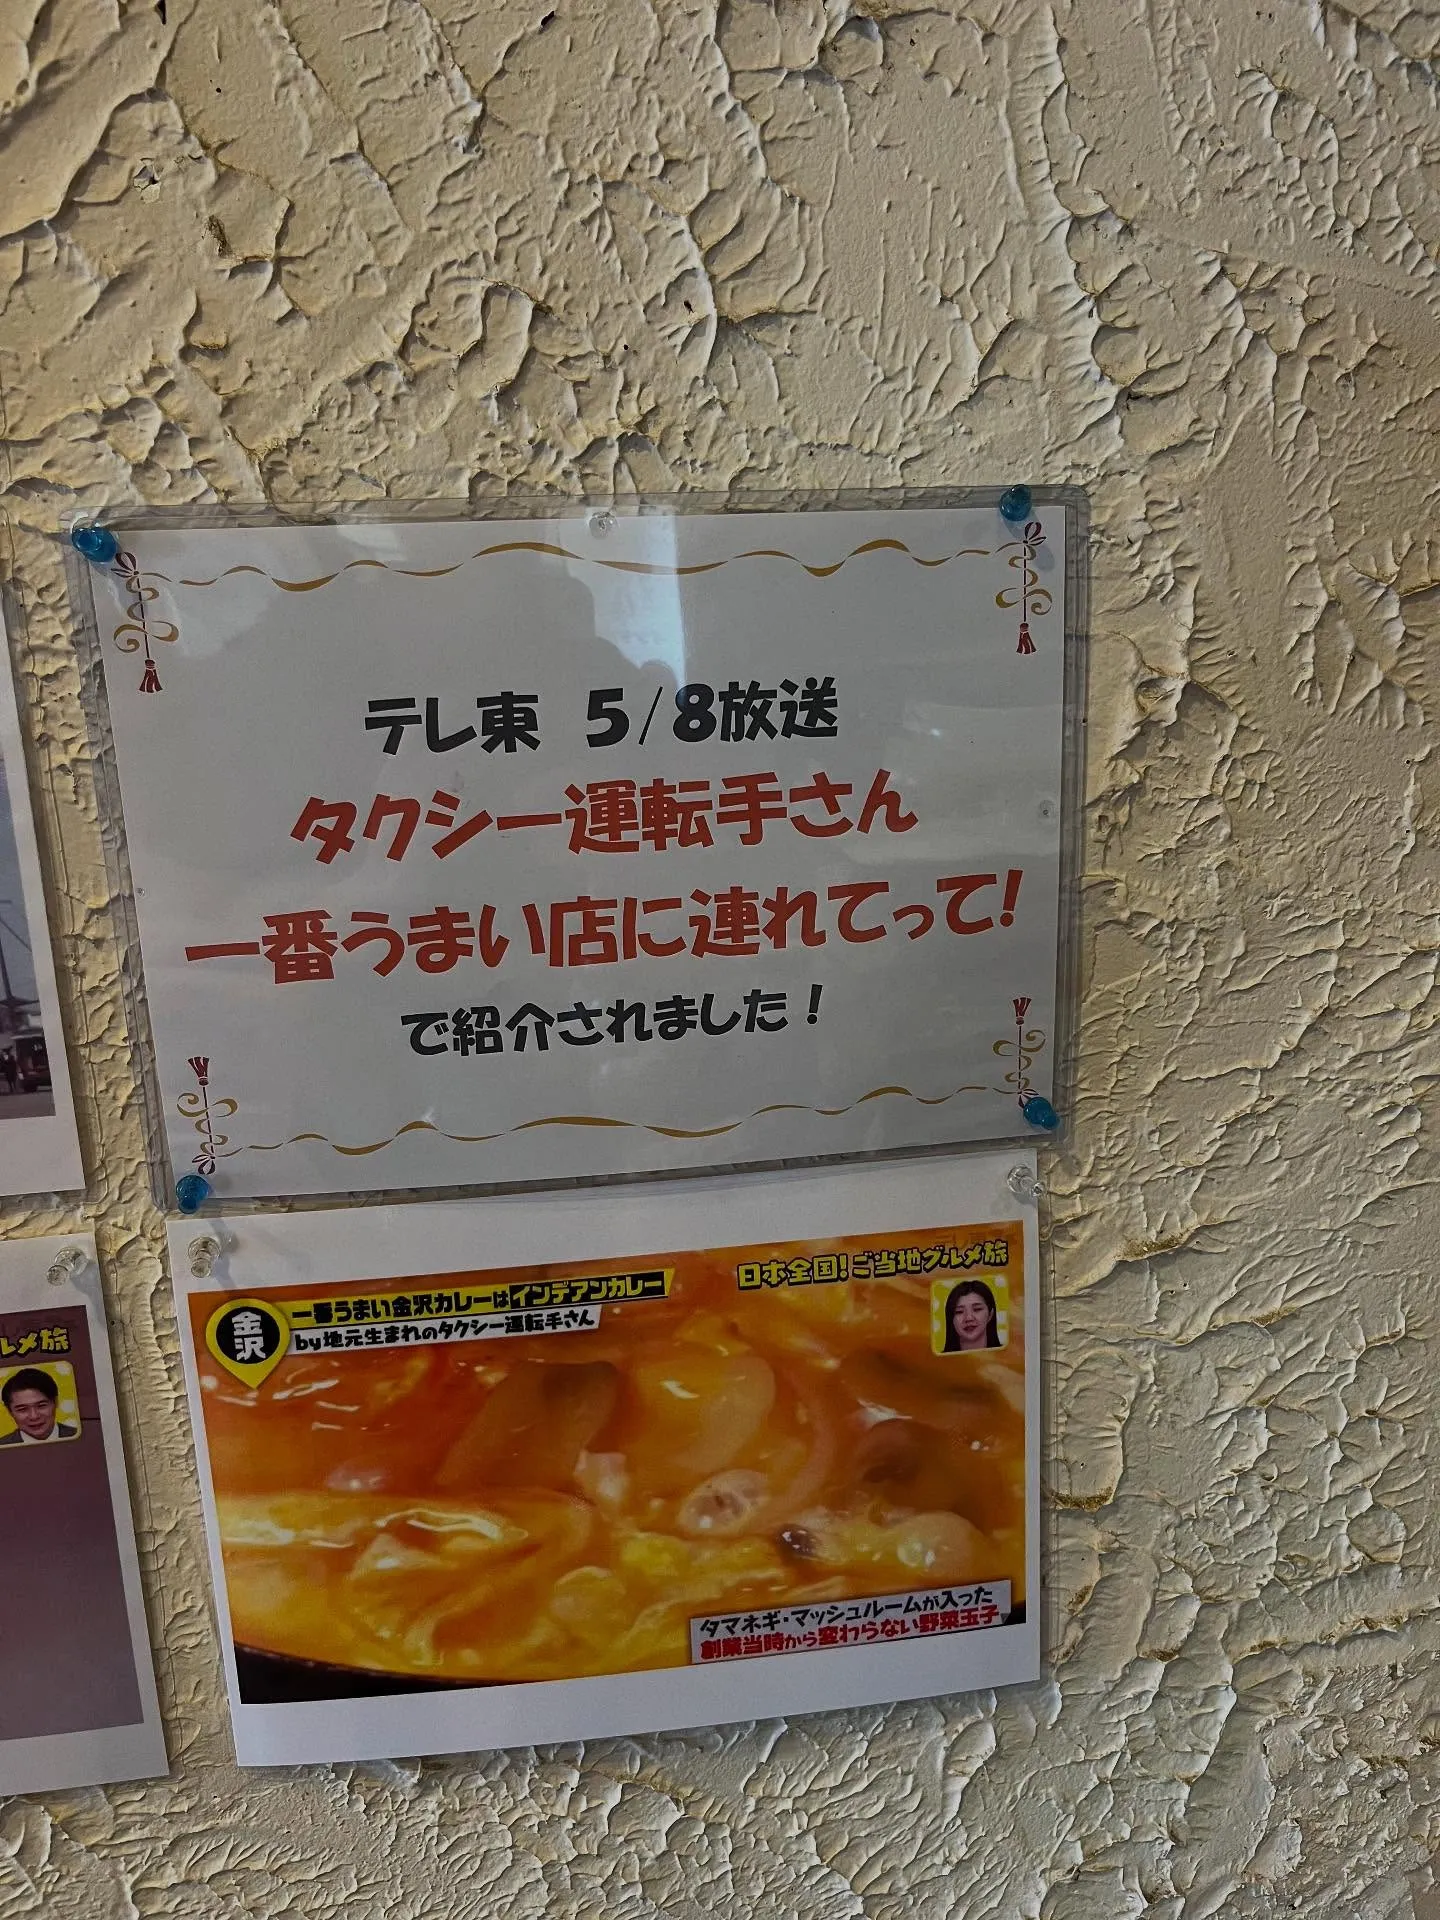 テレ東 5/8放送
タクシー運転手さん
一番うまい店に連れてって!
で紹介されました!
金沢
一番うまい金沢カレーはインデアンカレー
by地元生まれのタクシー運転手さん
日本全国!ご当地グルメ旅
タマネギ・マッシュルームが入った
創業当時から変わらない野菜玉子
ルメ旅